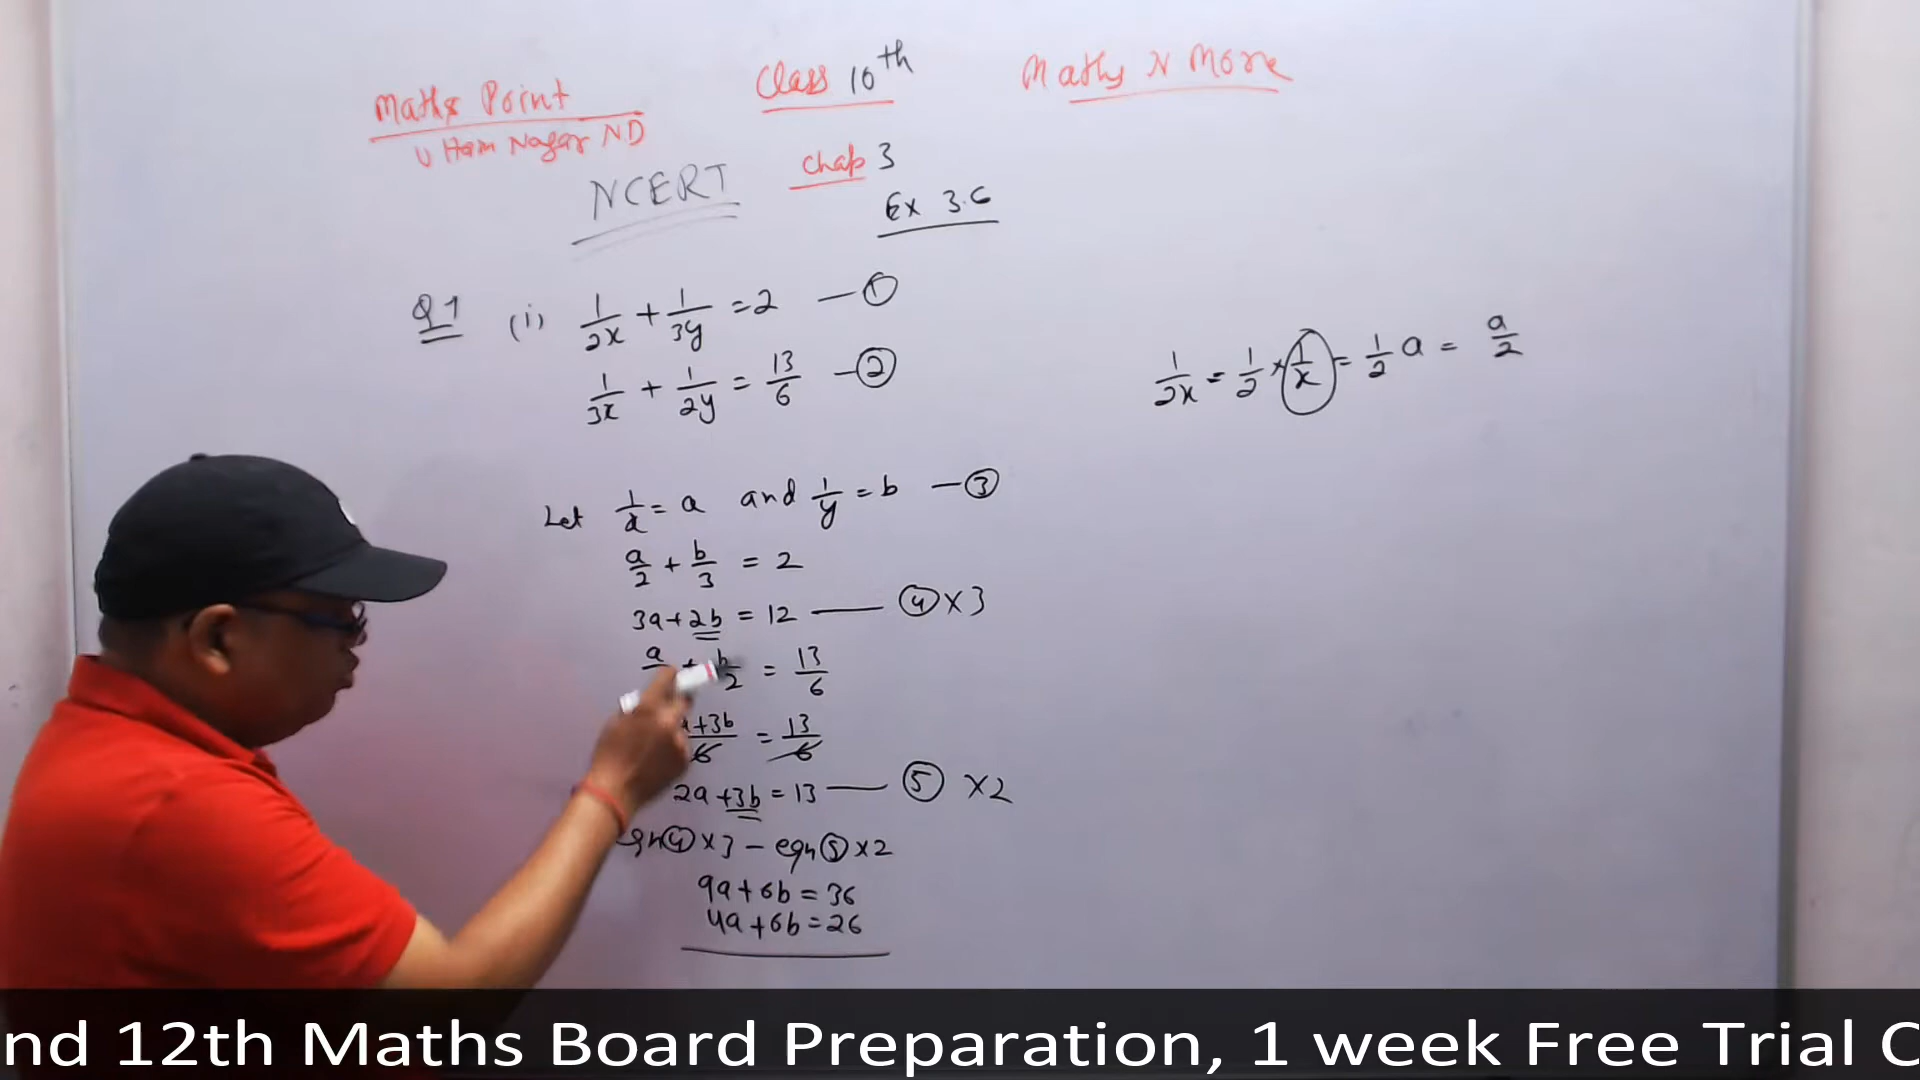 Maths Point
Uttam Nagar ND
Class 10th
Maths N More
NCERT
Chap 3
Ex 3.6
Q1 (i) 1/2x + 1/3y = 2 — ①
1/3x + 1/2y = 13/6 — ②
1/2x = 1/2 × 1/x = 1/2 a = a/2
Let 1/x = a and 1/y = b — ③
a/2 + b/3 = 2
3a+2b = 12 — ④ × 3
a + b/2 = 13/6
+3b/6 = 13/6
2a+3b = 13 — ⑤ ×2
④×3 – eqn⑤×2
9a+6b = 36
4a+6b = 26
nd 12th Maths Board Preparation, 1 week Free Trial C